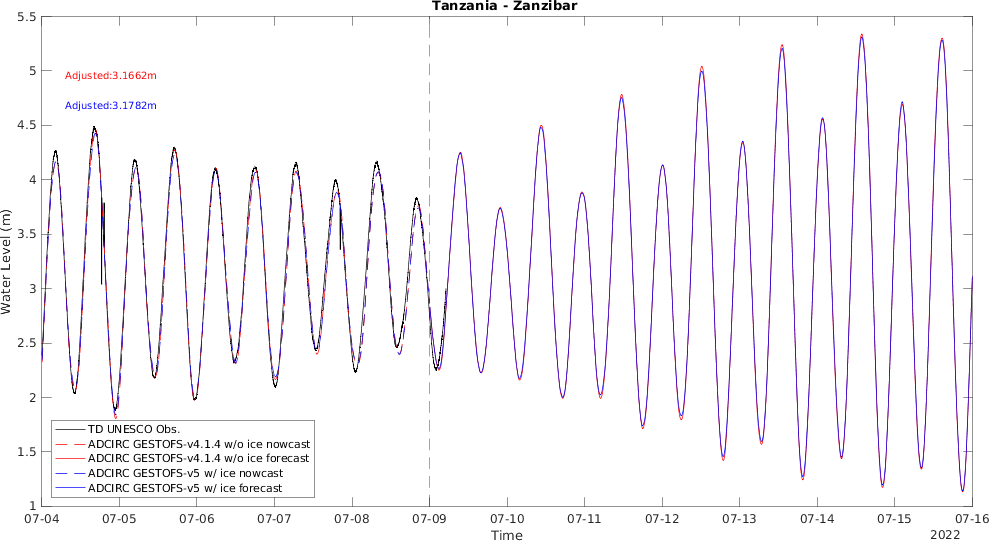 Tanzania - Zanzibar
5.5
5
4.5
4
3.5
3
2.5
2
1.5
1
Water Level (m)
Adjusted:3.1662m
Adjusted:3.1782m
TD UNESCO Obs.
ADCIRC GESTOFS-v4.1.4 w/o ice nowcast
ADCIRC GESTOFS-v4.1.4 w/o ice forecast
ADCIRC GESTOFS-v5 w/ ice nowcast
ADCIRC GESTOFS-v5 w/ ice forecast
07-04 07-05 07-06 07-07 07-08 07-09 07-10 07-11 07-12 07-13 07-14 07-15 07-16
Time
2022